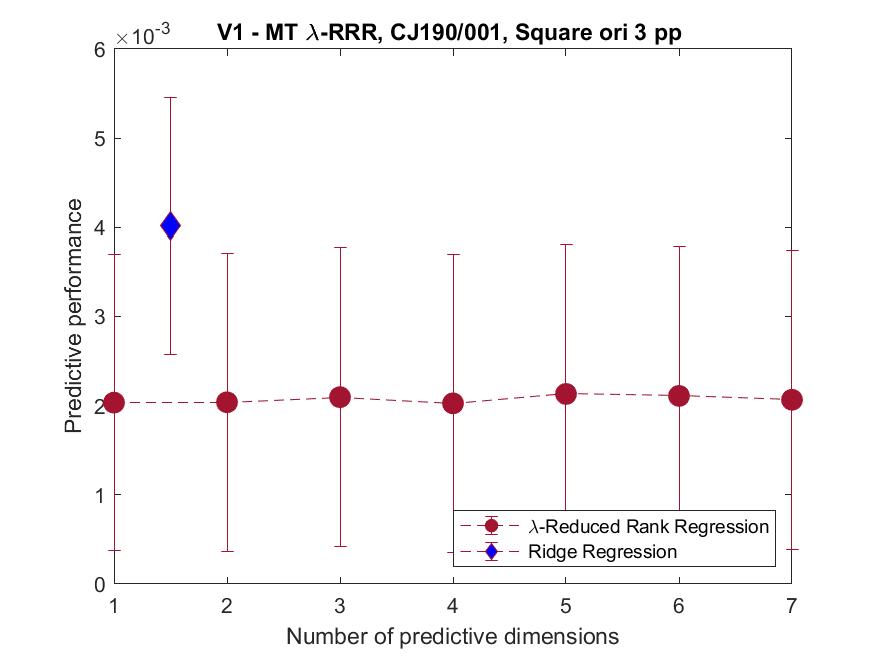 V1 - MT λ-RRR, CJ190/001, Square ori 3 pp
×10-3
6
5
4
3
2
1
0
Predictive performance
1 2 3 4 5 6 7
Number of predictive dimensions
λ-Reduced Rank Regression
Ridge Regression